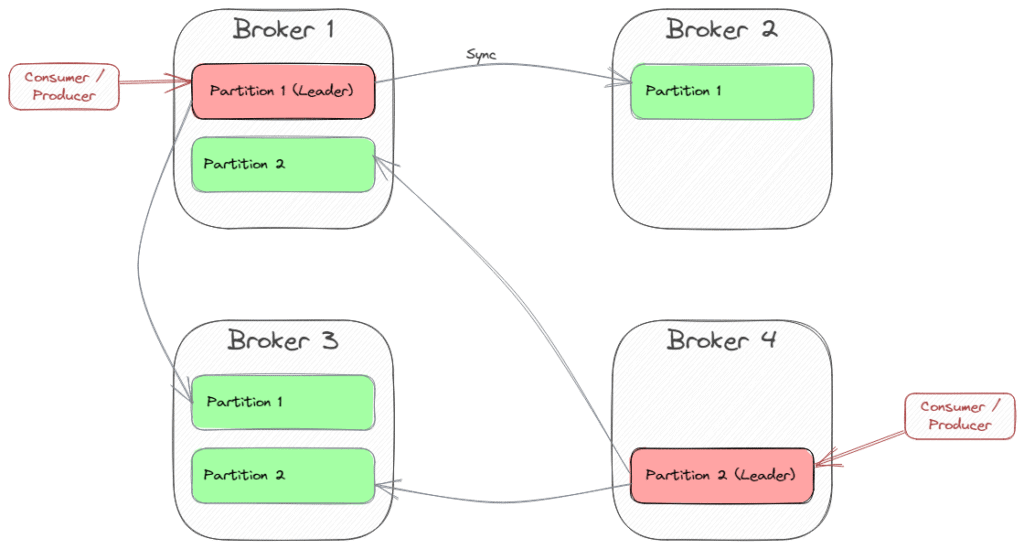 Broker 1
Broker 2
Sync
Consumer /
Producer
Partition 1 (Leader)
Partition 1
Partition 2
Broker 3
Broker 4
Partition 1
Consumer /
Producer
Partition 2
Partition 2 (Leader)